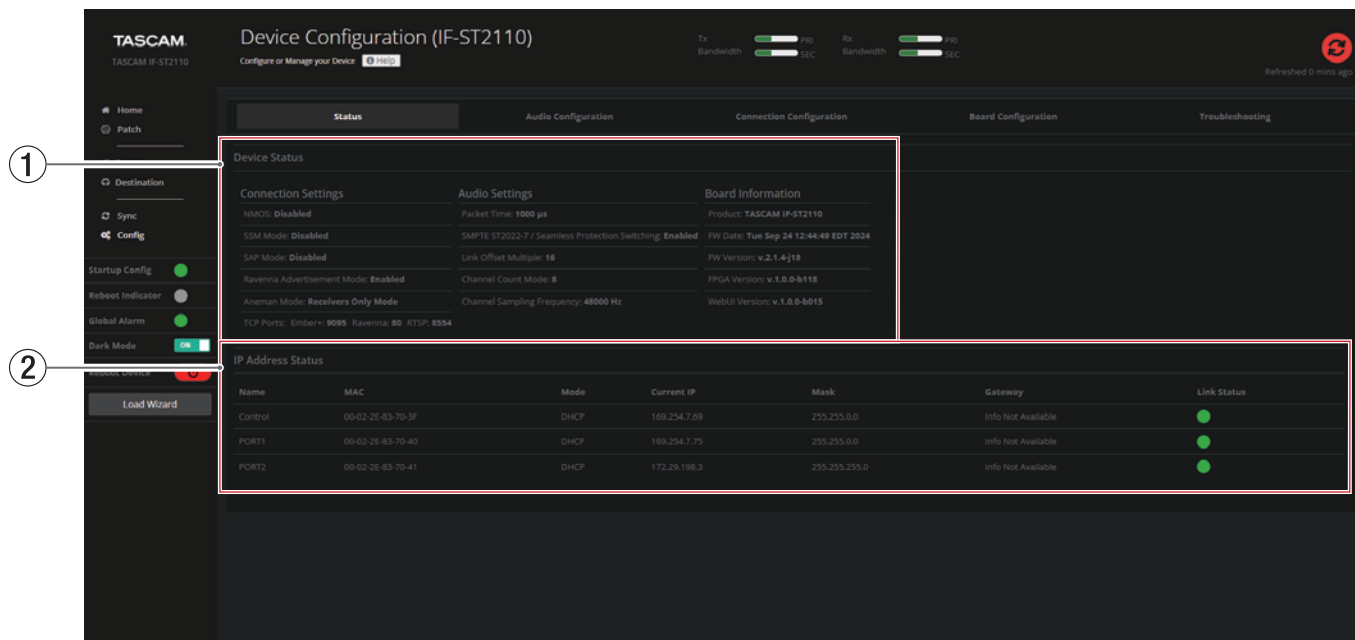 TASCAM
TASCAM IF-ST2110
Device Configuration (IF-ST2110)
Configure or Manage your Device Help
Tx Bandwidth PRI SEC
Rx Bandwidth PRI SEC
Refreshed 0 mins ago
Home
Patch
Destination
Sync
Config
Startup Config
Reboot Indicator
Global Alarm
Dark Mode ON
Reboot Device
Load Wizard
Status Audio Configuration Connection Configuration Board Configuration Troubleshooting
1
Device Status
Connection Settings
NMOS: Disabled
SSM Mode: Disabled
SAP Mode: Disabled
Ravenna Advertisement Mode: Enabled
Aneman Mode: Receivers Only Mode
TCP Ports: Ember+: 9095 Ravenna: 80 RTSP: 8554
Audio Settings
Packet Time: 1000 µs
SMPTE ST2022-7 / Seamless Protection Switching: Enabled
Link Offset Multiple: 16
Channel Count Mode: 8
Channel Sampling Frequency: 48000 Hz
Board Information
Product: TASCAM IF-ST2110
FW Date: Tue Sep 24 12:44:49 EDT 2024
FW Version: v.2.1.4-j18
FPGA Version: v.1.0.0-b118
WebUI Version: v.1.0.0-b015
2
IP Address Status
Name MAC Mode Current IP Mask Gateway Link Status
Control 00-02-2E-83-70-3F DHCP 169.254.7.69 255.255.0.0 Info Not Available
PORT1 00-02-2E-83-70-40 DHCP 169.254.7.75 255.255.0.0 Info Not Available
PORT2 00-02-2E-83-70-41 DHCP 172.29.198.3 255.255.255.0 Info Not Available